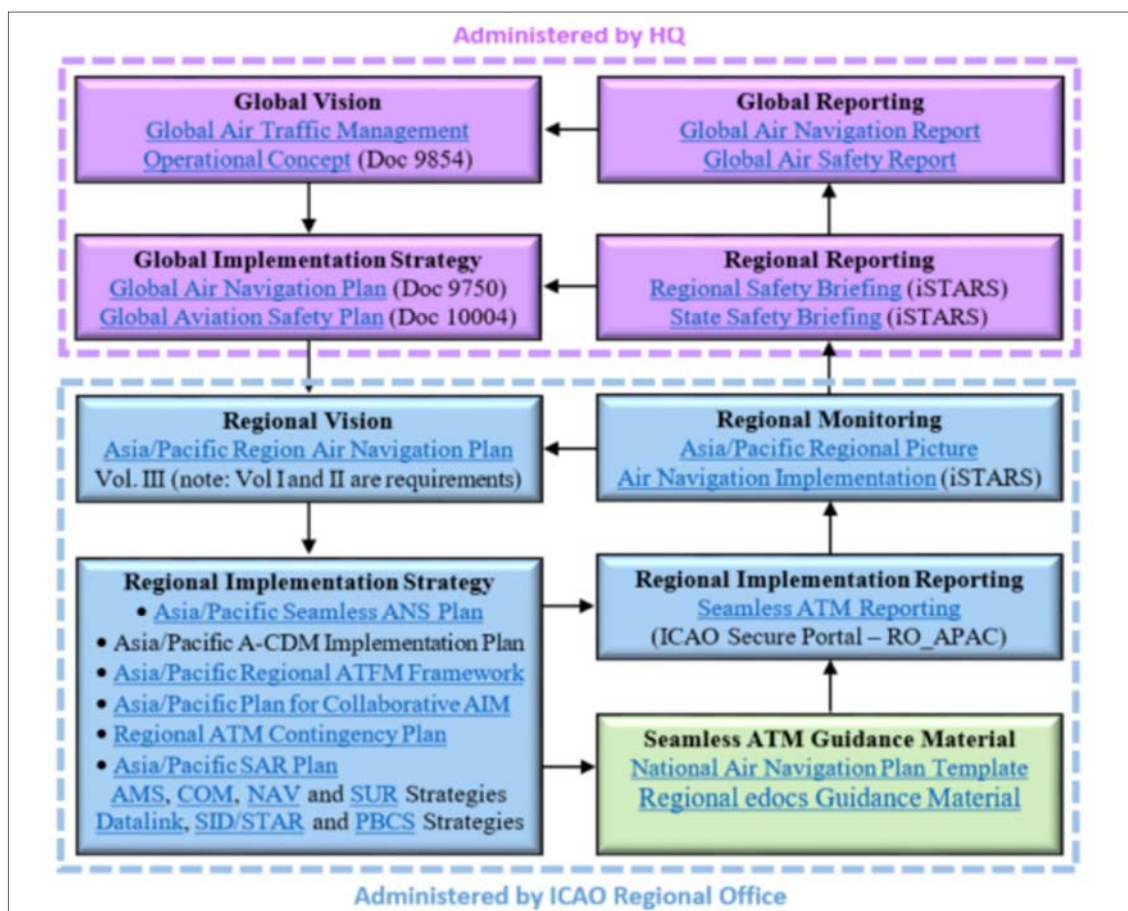 Administered by HQ
Global Vision
Global Air Traffic Management
Operational Concept (Doc 9854)
Global Reporting
Global Air Navigation Report
Global Air Safety Report
Global Implementation Strategy
Global Air Navigation Plan (Doc 9750)
Global Aviation Safety Plan (Doc 10004)
Regional Reporting
Regional Safety Briefing (iSTARS)
State Safety Briefing (iSTARS)
Regional Vision
Asia/Pacific Region Air Navigation Plan
Vol. III (note: Vol I and II are requirements)
Regional Monitoring
Asia/Pacific Regional Picture
Air Navigation Implementation (iSTARS)
Regional Implementation Strategy
• Asia/Pacific Seamless ANS Plan
• Asia/Pacific A-CDM Implementation Plan
• Asia/Pacific Regional ATFM Framework
• Asia/Pacific Plan for Collaborative AIM
• Regional ATM Contingency Plan
• Asia/Pacific SAR Plan
AMS, COM, NAV and SUR Strategies
Datalink, SID/STAR and PBCS Strategies
Regional Implementation Reporting
Seamless ATM Reporting
(ICAO Secure Portal – RO_APAC)
Seamless ATM Guidance Material
National Air Navigation Plan Template
Regional edocs Guidance Material
Administered by ICAO Regional Office